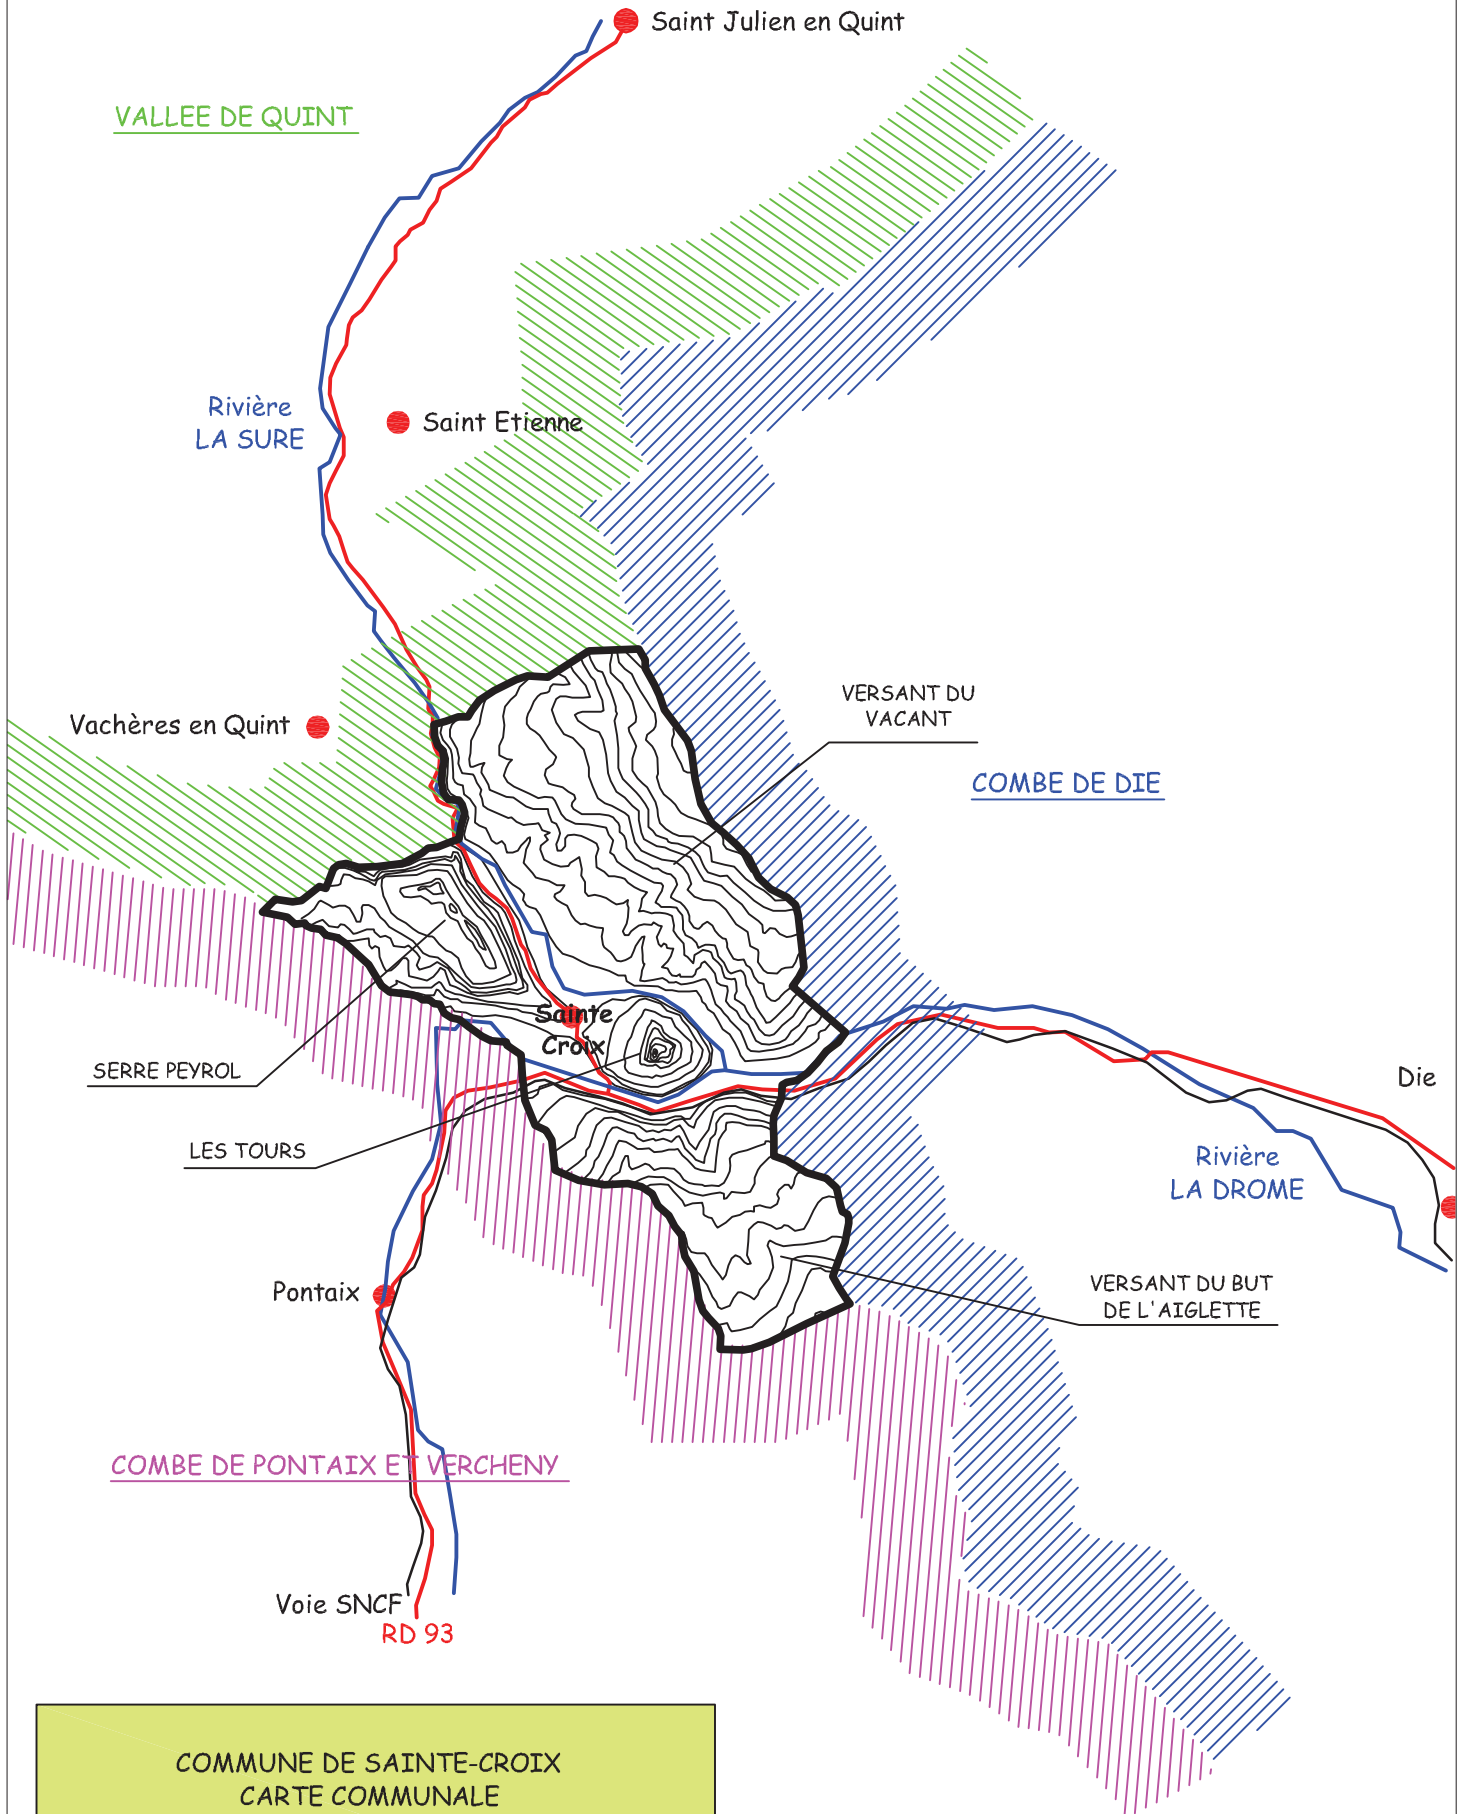 Saint Julien en Quint
VALLEE DE QUINT
Rivière
LA SURE
Saint Etienne
VERSANT DU
VACANT
Vachères en Quint
COMBE DE DIE
Sainte
Croix
SERRE PEYROL
Die
LES TOURS
Rivière
LA DROME
Pontaix
VERSANT DU BUT
DE L'AIGLETTE
COMBE DE PONTAIX ET VERCHENY
Voie SNCF
RD 93
COMMUNE DE SAINTE-CROIX
CARTE COMMUNALE